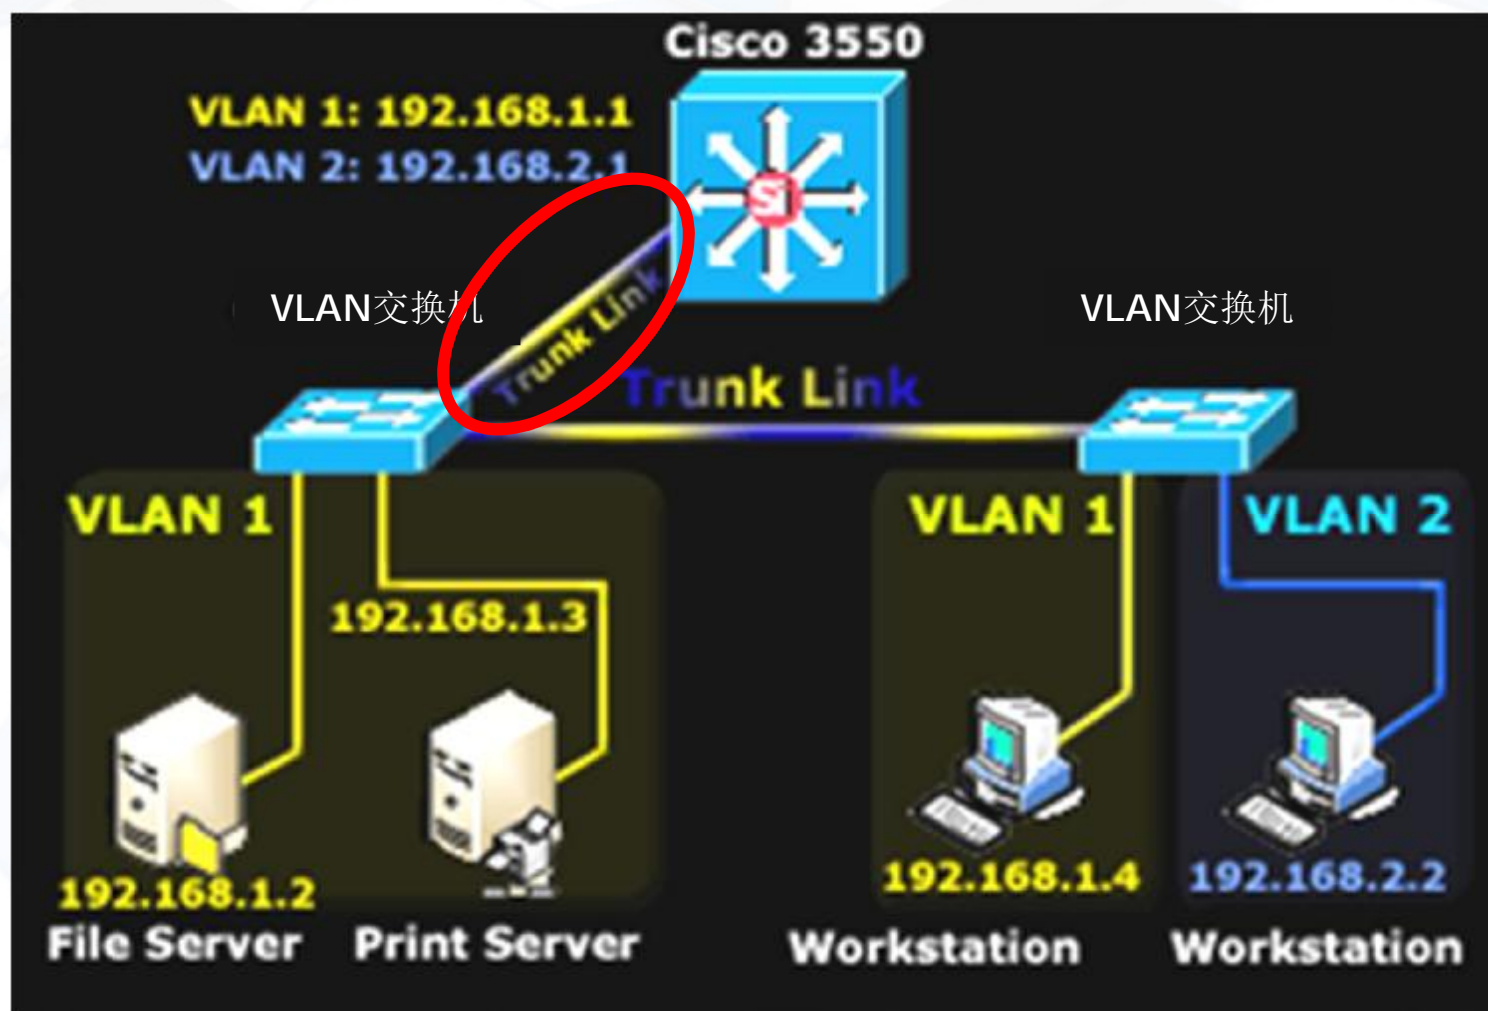 Cisco 3550
VLAN 1: 192.168.1.1
VLAN 2: 192.168.2.1
Si
VLAN交换机
VLAN交换机
Trunk Link
Trunk Link
VLAN 1
VLAN 1
VLAN 2
192.168.1.3
192.168.1.2
192.168.1.4
192.168.2.2
File Server
Print Server
Workstation
Workstation